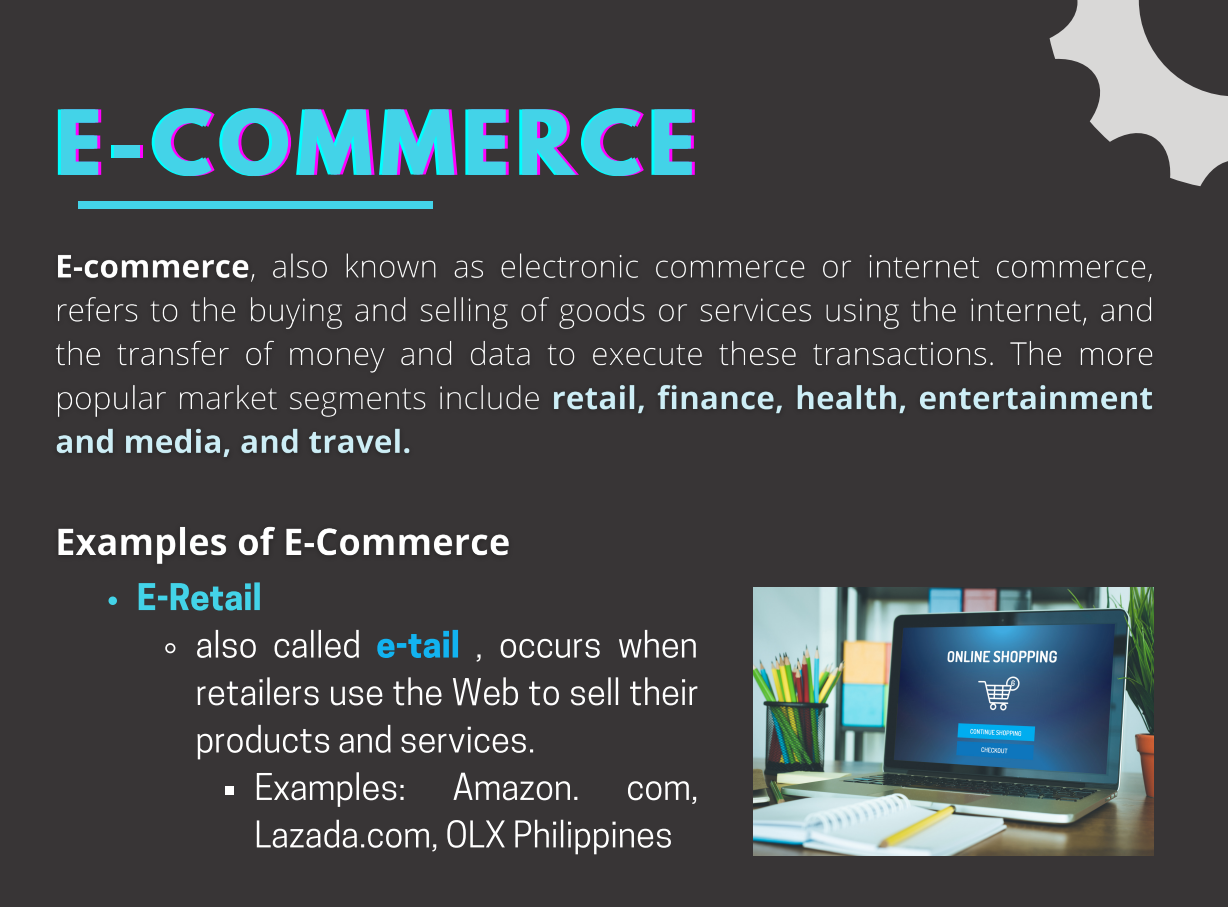 E-COMMERCE
E-commerce, also known as electronic commerce or internet commerce,
refers to the buying and selling of goods or services using the internet, and
the transfer of money and data to execute these transactions. The more
popular market segments include retail, finance, health, entertainment
and media, and travel.
Examples of E-Commerce
• E-Retail
◦ also called e-tail , occurs when
retailers use the Web to sell their
products and services.
▪ Examples: Amazon. com,
Lazada.com, OLX Philippines
ONLINE SHOPPING
CONTINUE SHOPPING
CHECKOUT